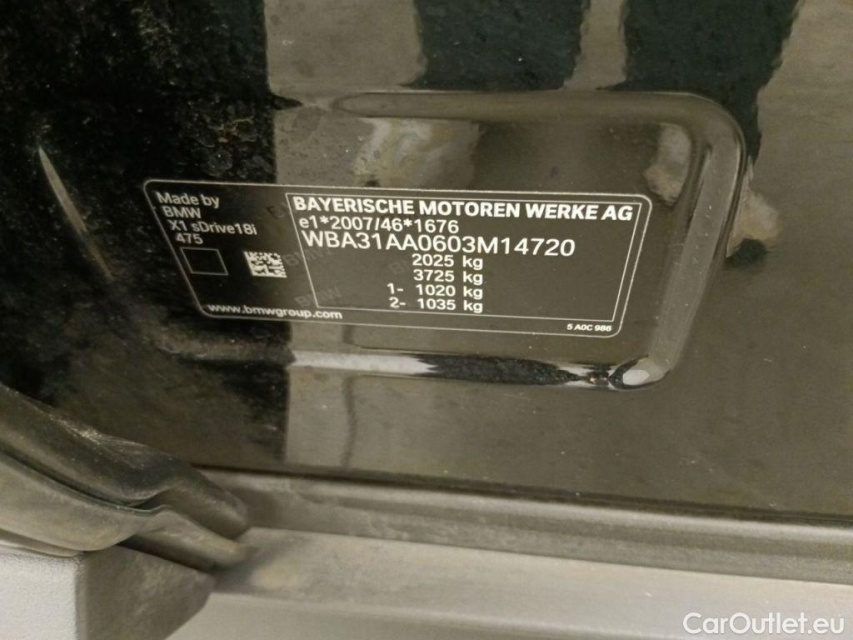 Made by
BMW
X1 sDrive18i
475
www.bmwgroup.com
BAYERISCHE MOTOREN WERKE AG
e1*2007/46*1676
WBA31AA0603M14720
2025 kg
3725 kg
1- 1020 kg
2- 1035 kg
5 A0C 986
CarOutlet.eu